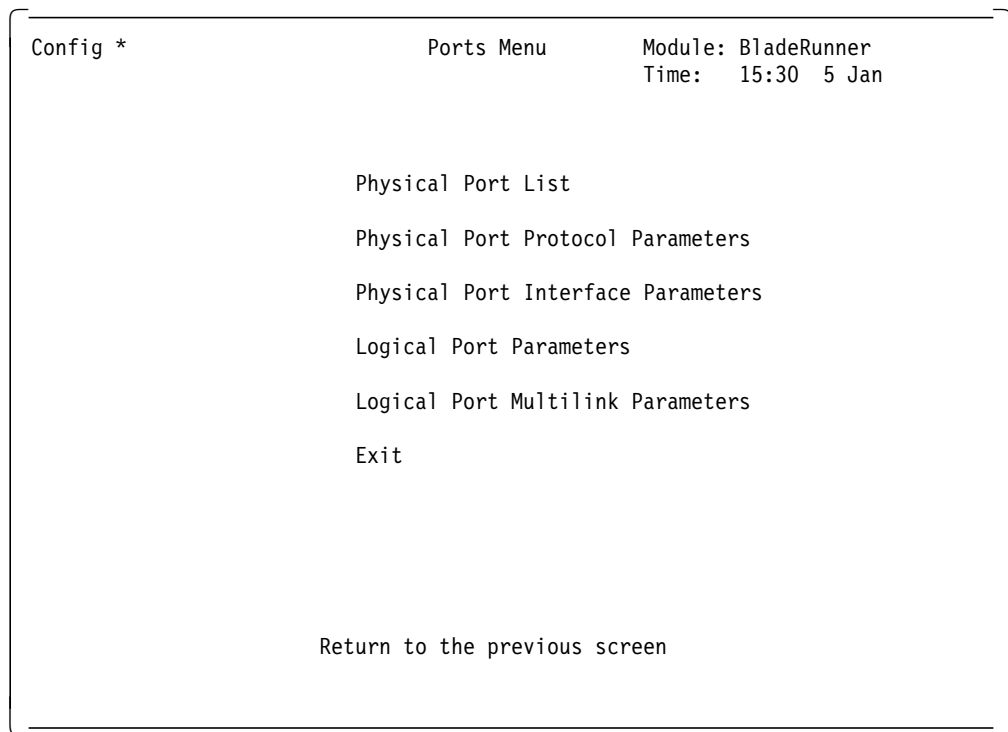 Config * Ports Menu Module: BladeRunner
Time: 15:30 5 Jan
Physical Port List
Physical Port Protocol Parameters
Physical Port Interface Parameters
Logical Port Parameters
Logical Port Multilink Parameters
Exit
Return to the previous screen